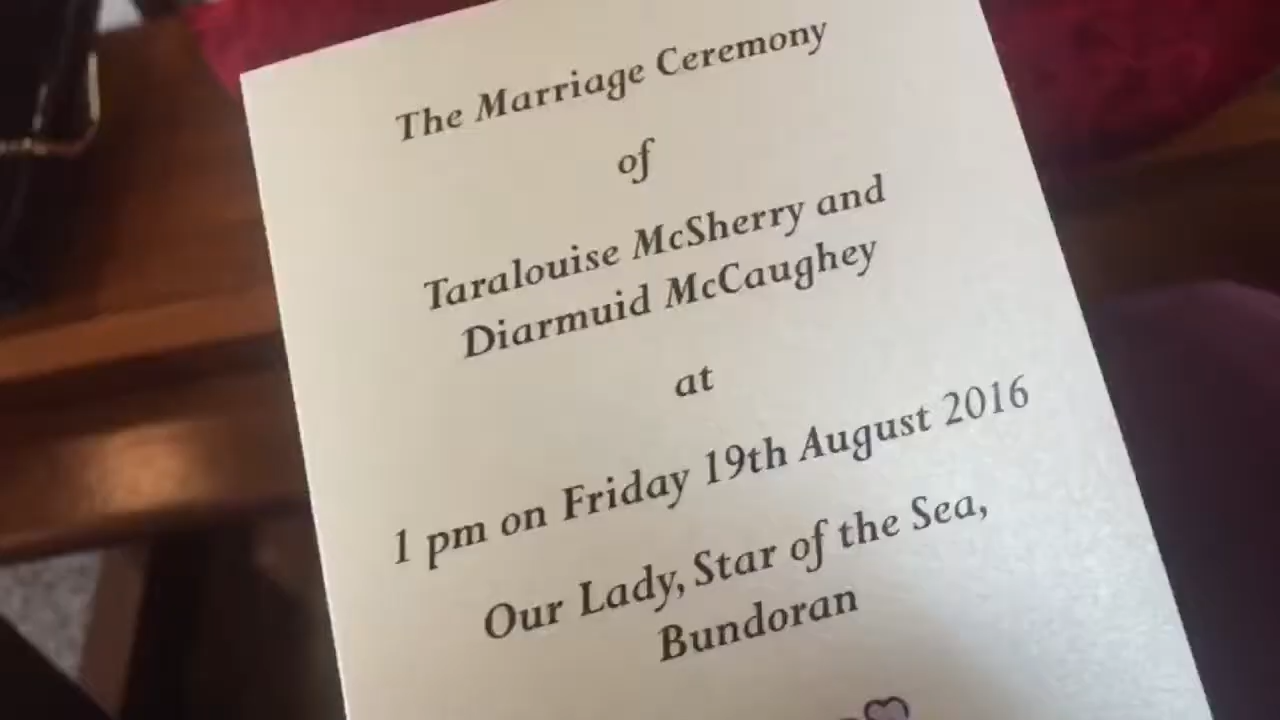 The Marriage Ceremony
of
Taralouise McSherry and
Diarmuid McCaughey
at
1 pm on Friday 19th August 2016
Our Lady, Star of the Sea,
Bundoran